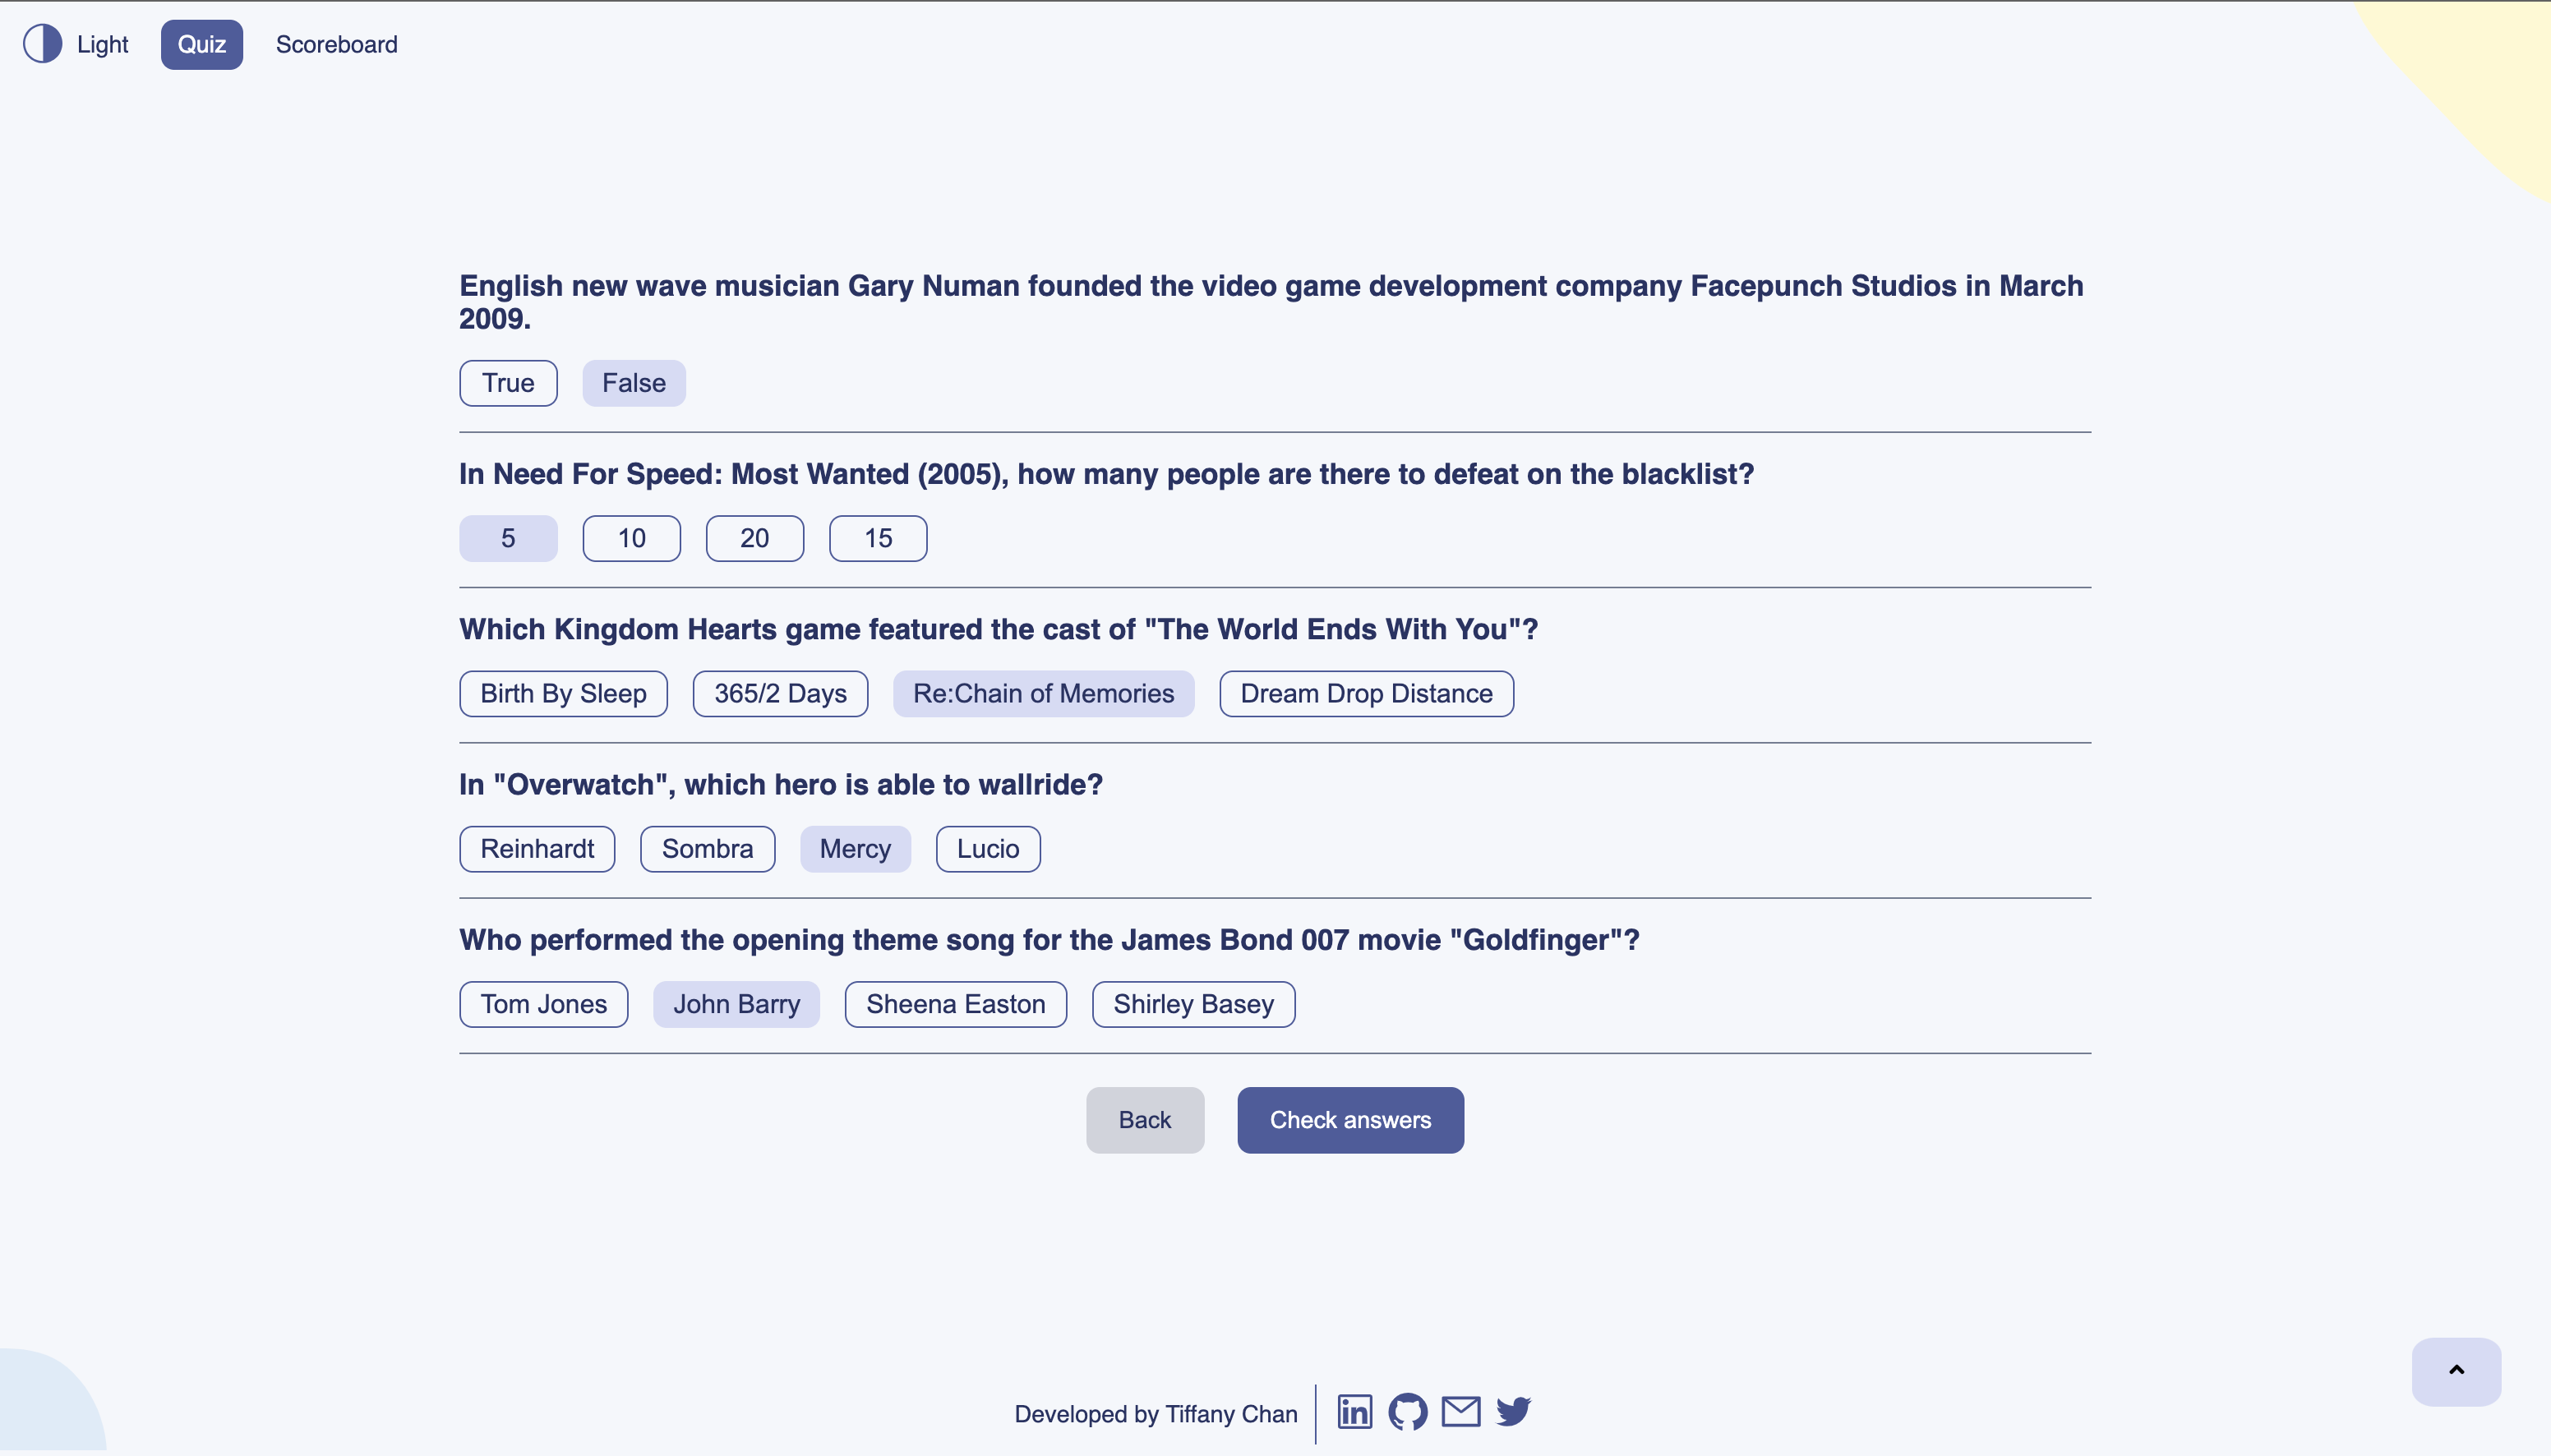 Light Quiz Scoreboard
English new wave musician Gary Numan founded the video game development company Facepunch Studios in March
2009.
True False
In Need For Speed: Most Wanted (2005), how many people are there to defeat on the blacklist?
5 10 20 15
Which Kingdom Hearts game featured the cast of "The World Ends With You"?
Birth By Sleep 365/2 Days Re:Chain of Memories Dream Drop Distance
In "Overwatch", which hero is able to wallride?
Reinhardt Sombra Mercy Lucio
Who performed the opening theme song for the James Bond 007 movie "Goldfinger"?
Tom Jones John Barry Sheena Easton Shirley Basey
Back Check answers
Developed by Tiffany Chan in